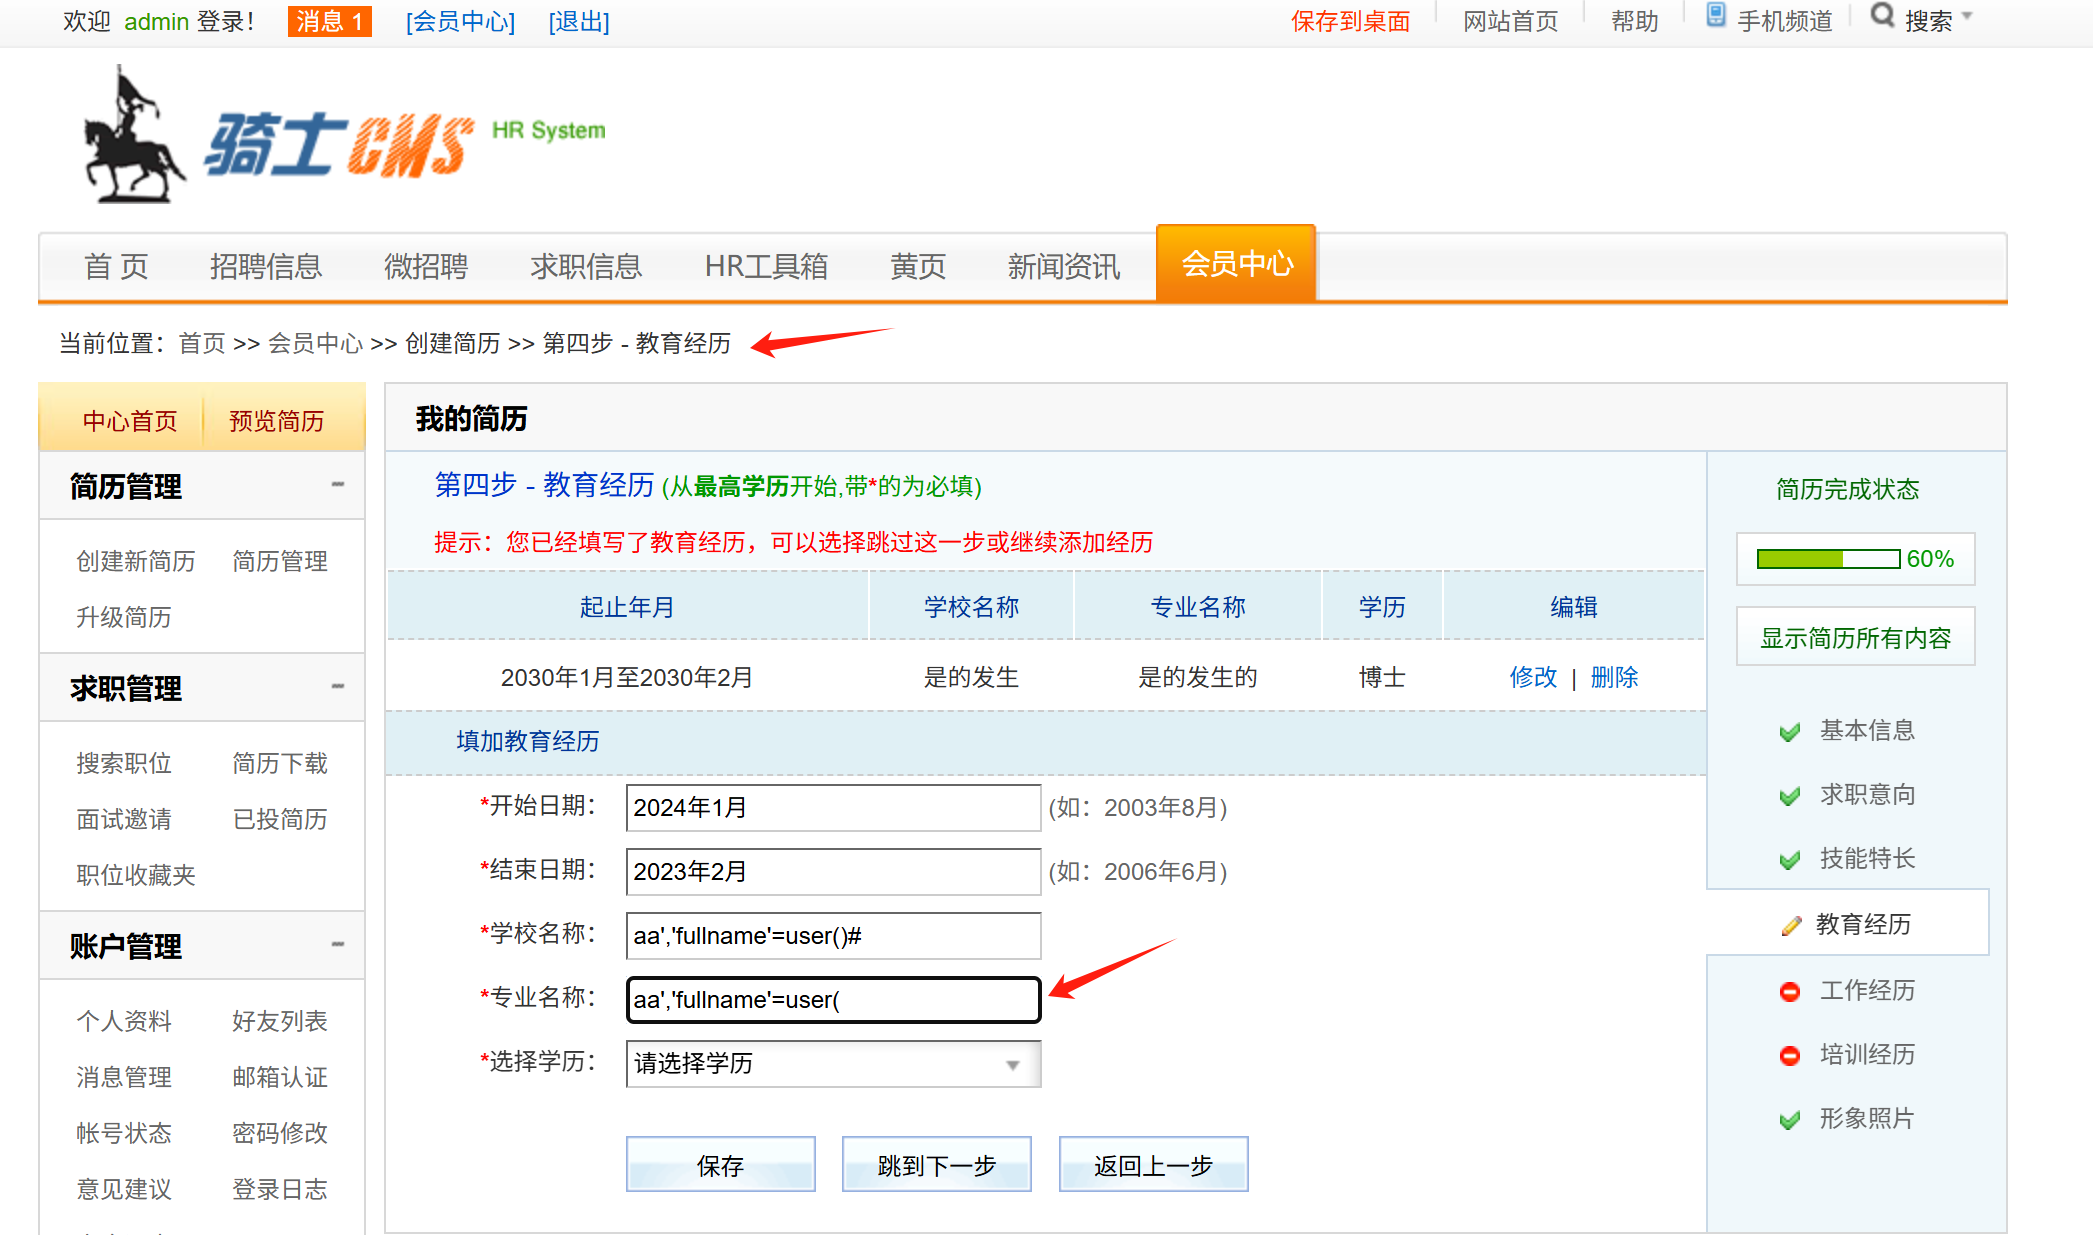 欢迎 admin 登录！ 消息 1 [会员中心] [退出] 保存到桌面 网站首页 帮助 手机频道 搜索
骑士CMS HR System
首 页 招聘信息 微招聘 求职信息 HR工具箱 黄页 新闻资讯 会员中心
当前位置：首页 >> 会员中心 >> 创建简历 >> 第四步 - 教育经历
中心首页 预览简历
简历管理
创建新简历 简历管理
升级简历
求职管理
搜索职位 简历下载
面试邀请 已投简历
职位收藏夹
账户管理
个人资料 好友列表
消息管理 邮箱认证
帐号状态 密码修改
意见建议 登录日志
我的简历
第四步 - 教育经历 (从最高学历开始,带*的为必填)
提示：您已经填写了教育经历，可以选择跳过这一步或继续添加经历
起止年月 学校名称 专业名称 学历 编辑
2030年1月至2030年2月 是的发生 是的发生的 博士 修改 | 删除
填加教育经历
*开始日期： 2024年1月 (如：2003年8月)
*结束日期： 2023年2月 (如：2006年6月)
*学校名称： aa','fullname'=user()#
*专业名称： aa','fullname'=user(
*选择学历： 请选择学历
保存 跳到下一步 返回上一步
简历完成状态
60%
显示简历所有内容
基本信息
求职意向
技能特长
教育经历
工作经历
培训经历
形象照片